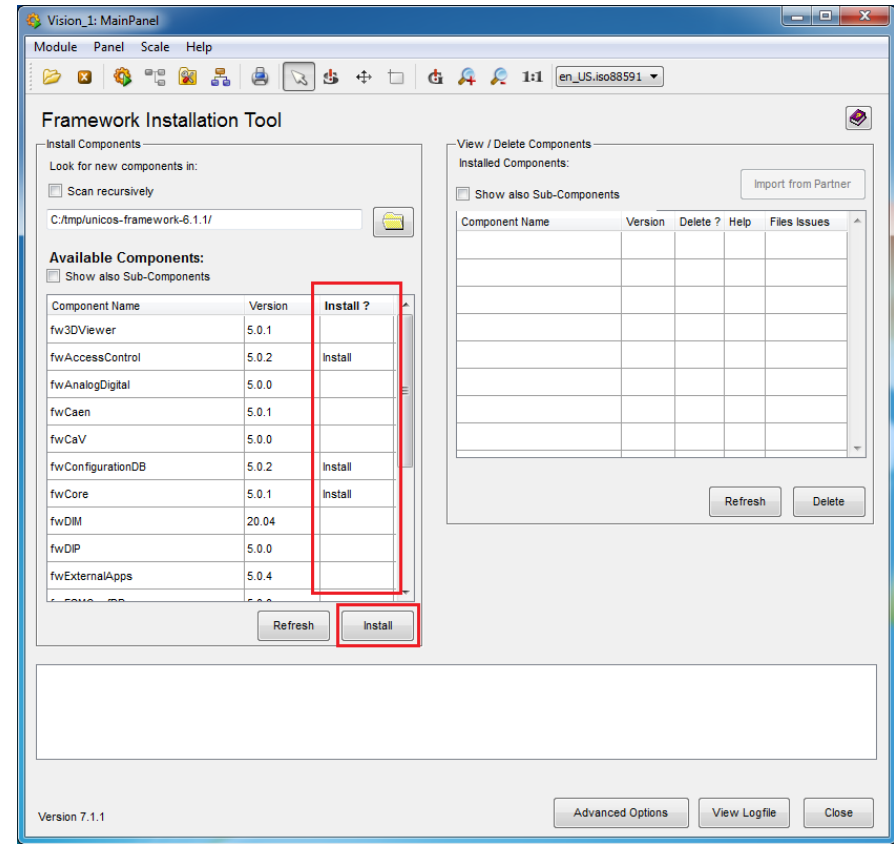 Vision_1: MainPanel
Module Panel Scale Help
1:1 en_US.iso88591
Framework Installation Tool
Install Components
Look for new components in:
Scan recursively
C:/tmp/unicos-framework-6.1.1/
Available Components:
Show also Sub-Components
Component Name Version Install ?
fw3DViewer 5.0.1
fwAccessControl 5.0.2 Install
fwAnalogDigital 5.0.0
fwCaen 5.0.1
fwCaV 5.0.0
fwConfigurationDB 5.0.2 Install
fwCore 5.0.1 Install
fwDIM 20.04
fwDIP 5.0.0
fwExternalApps 5.0.4
Refresh Install
View / Delete Components
Installed Components:
Import from Partner
Show also Sub-Components
Component Name Version Delete ? Help Files Issues
Refresh Delete
Version 7.1.1
Advanced Options View Logfile Close